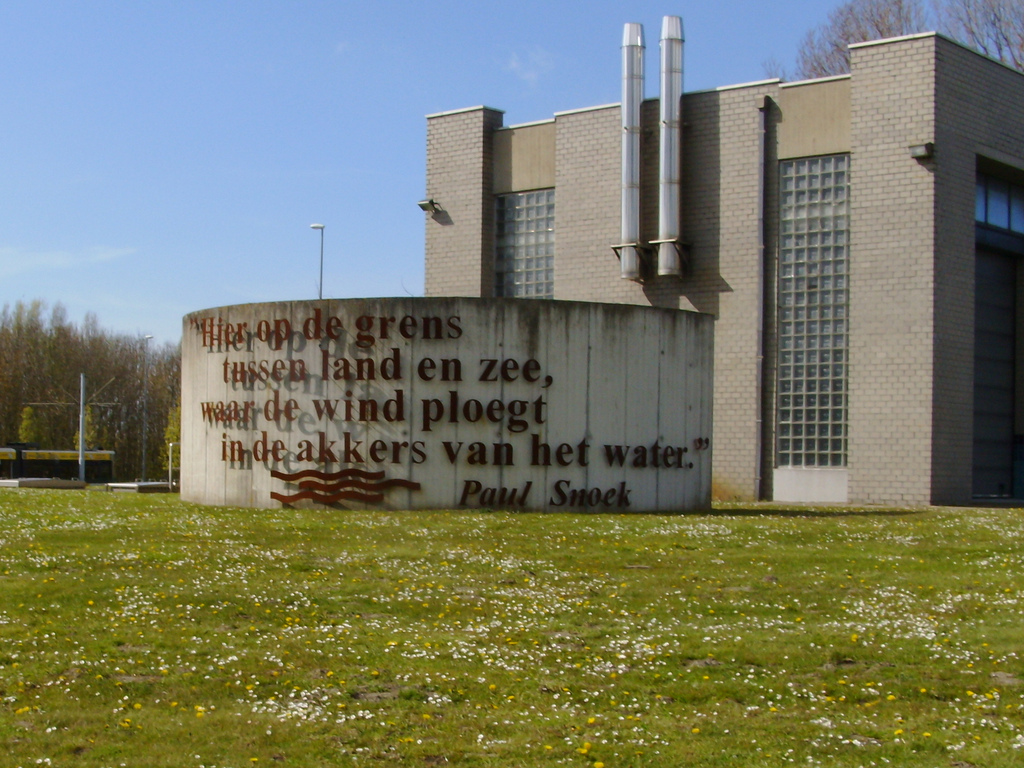 "Hier op de grens
tussen land en zee,
waar de wind ploegt
in de akkers van het water."
Paul Snoek